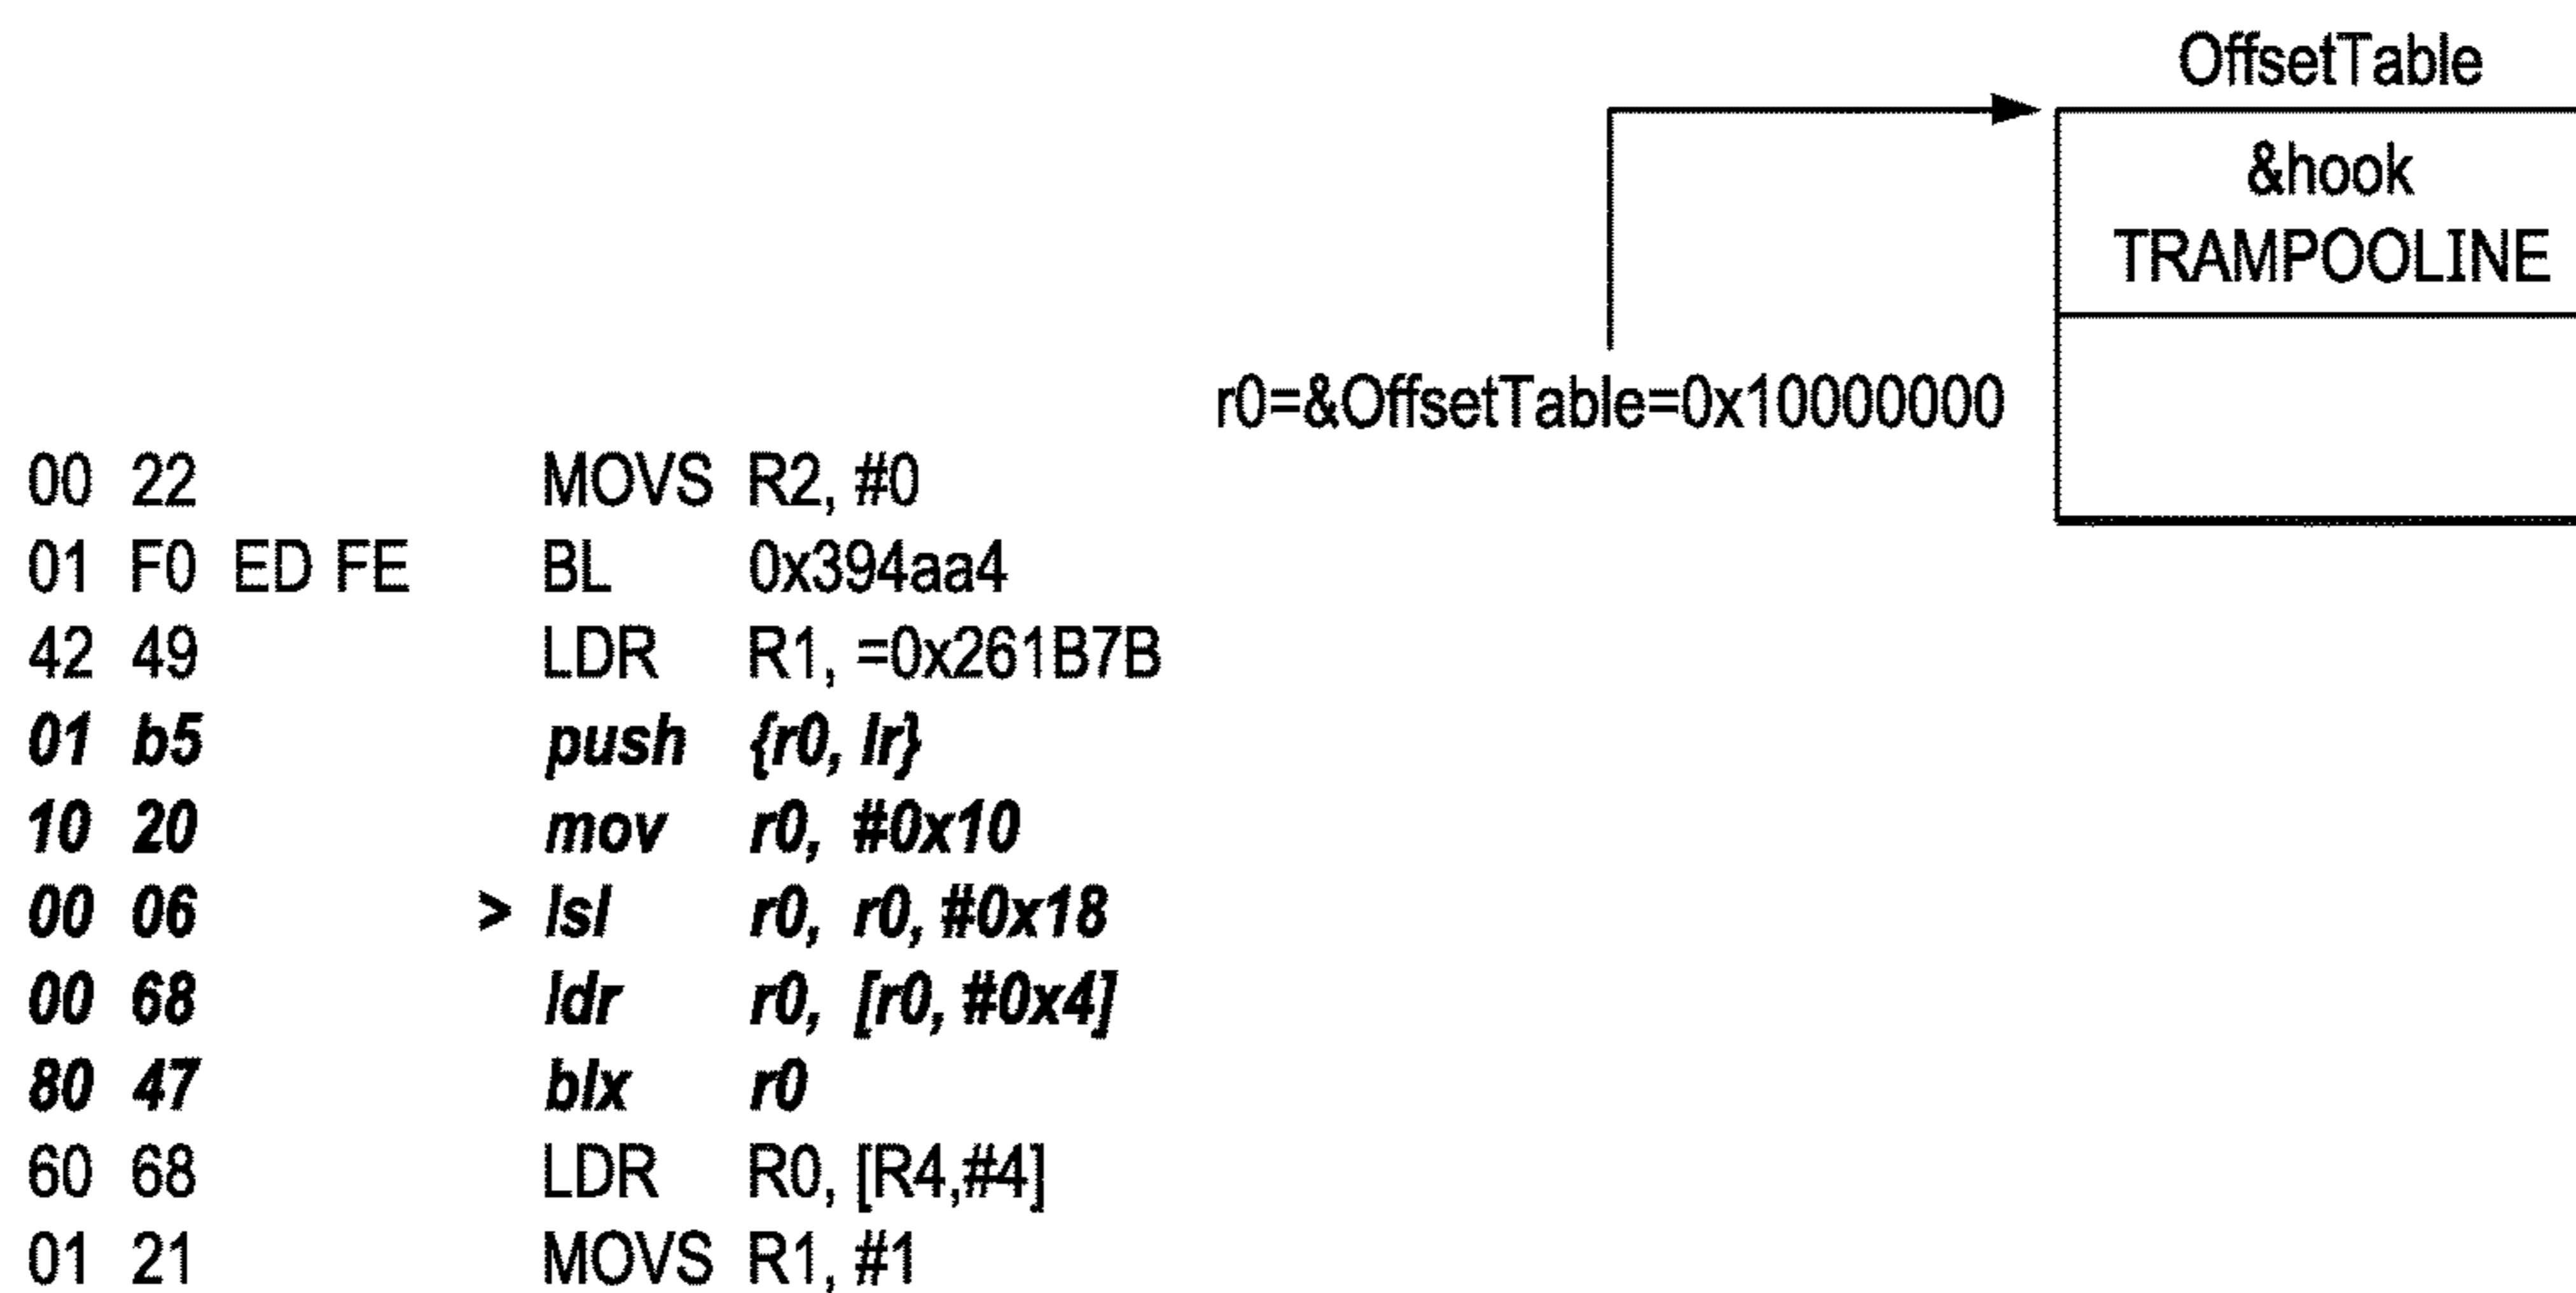 OffsetTable
&hook
TRAMPOOLINE
r0=&OffsetTable=0x10000000
00 22 MOVS R2, #0
01 F0 ED FE BL 0x394aa4
42 49 LDR R1, =0x261B7B
01 b5 push {r0, lr}
10 20 mov r0, #0x10
00 06 > lsl r0, r0, #0x18
00 68 ldr r0, [r0, #0x4]
80 47 blx r0
60 68 LDR R0, [R4,#4]
01 21 MOVS R1, #1